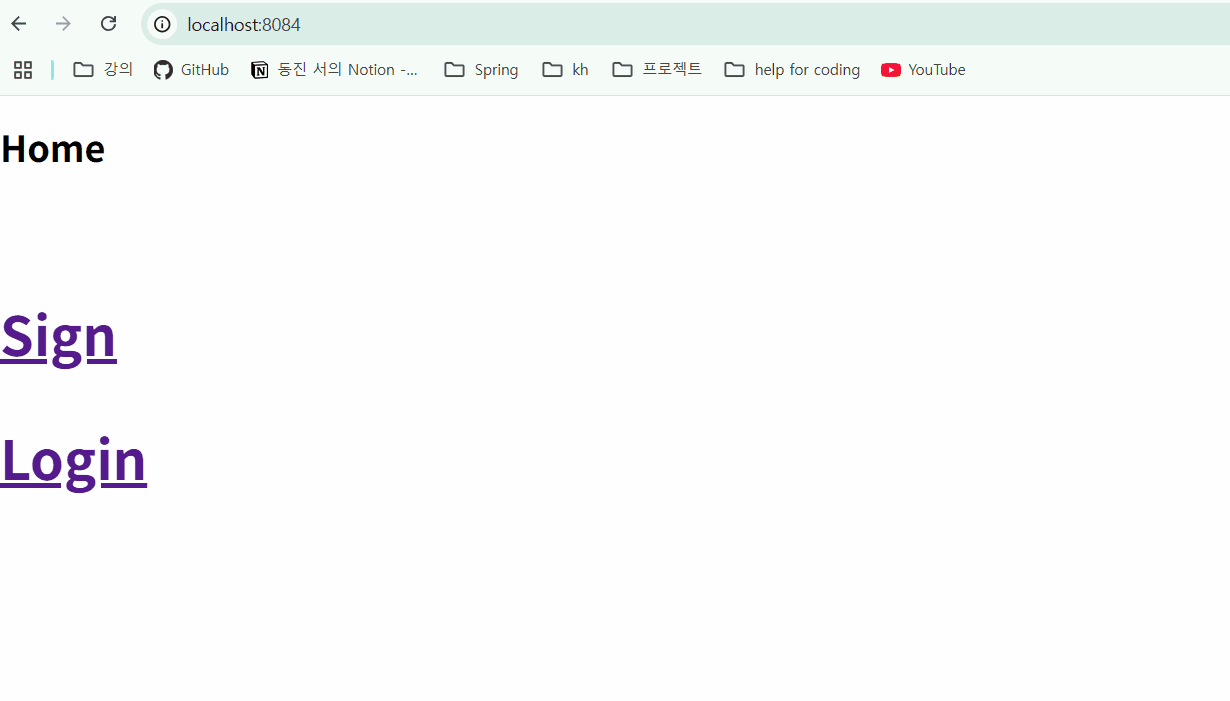 localhost:8084
강의 GitHub 동진 서의 Notion -... Spring kh 프로젝트 help for coding YouTube
Home
Sign
Login